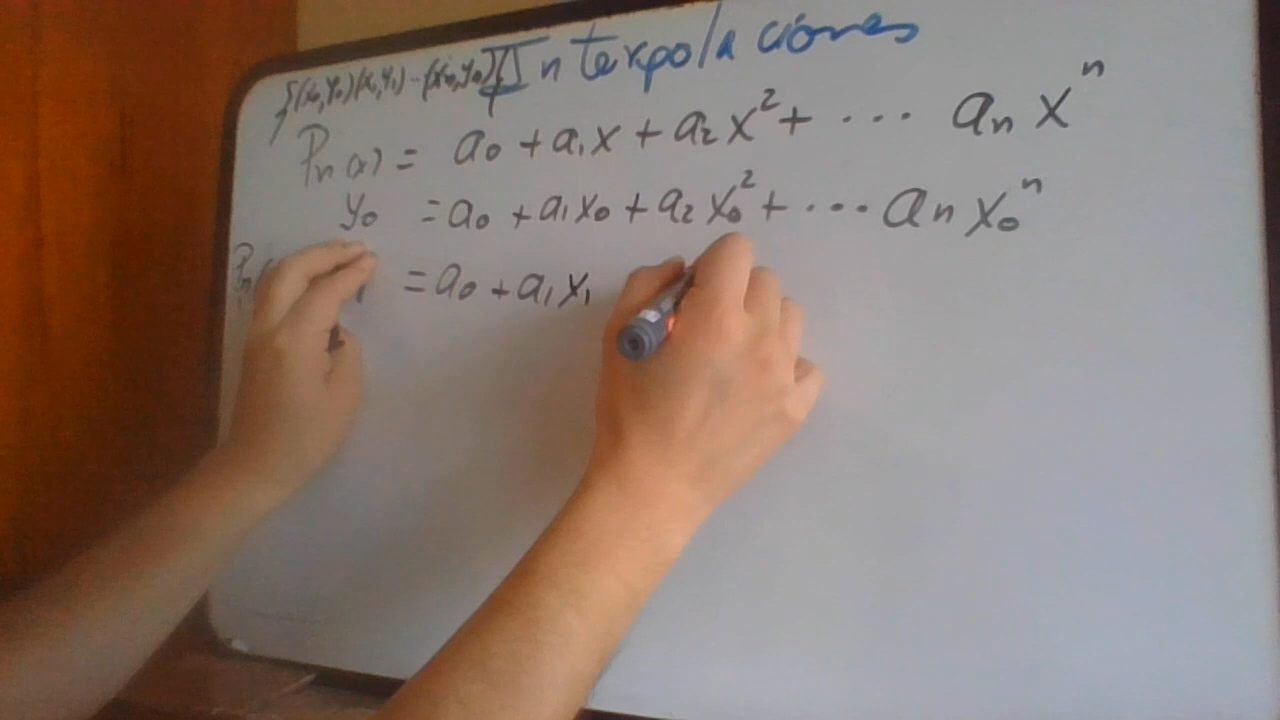 Interpolaciones
{(x₀,y₀)(x₁,y₁)--(xₙ,yₙ)}
Pₙ(x) = a₀ + a₁x + a₂x² + ... aₙxⁿ
y₀ = a₀ + a₁x₀ + a₂x₀² + ... aₙx₀ⁿ
= a₀ + a₁x₁